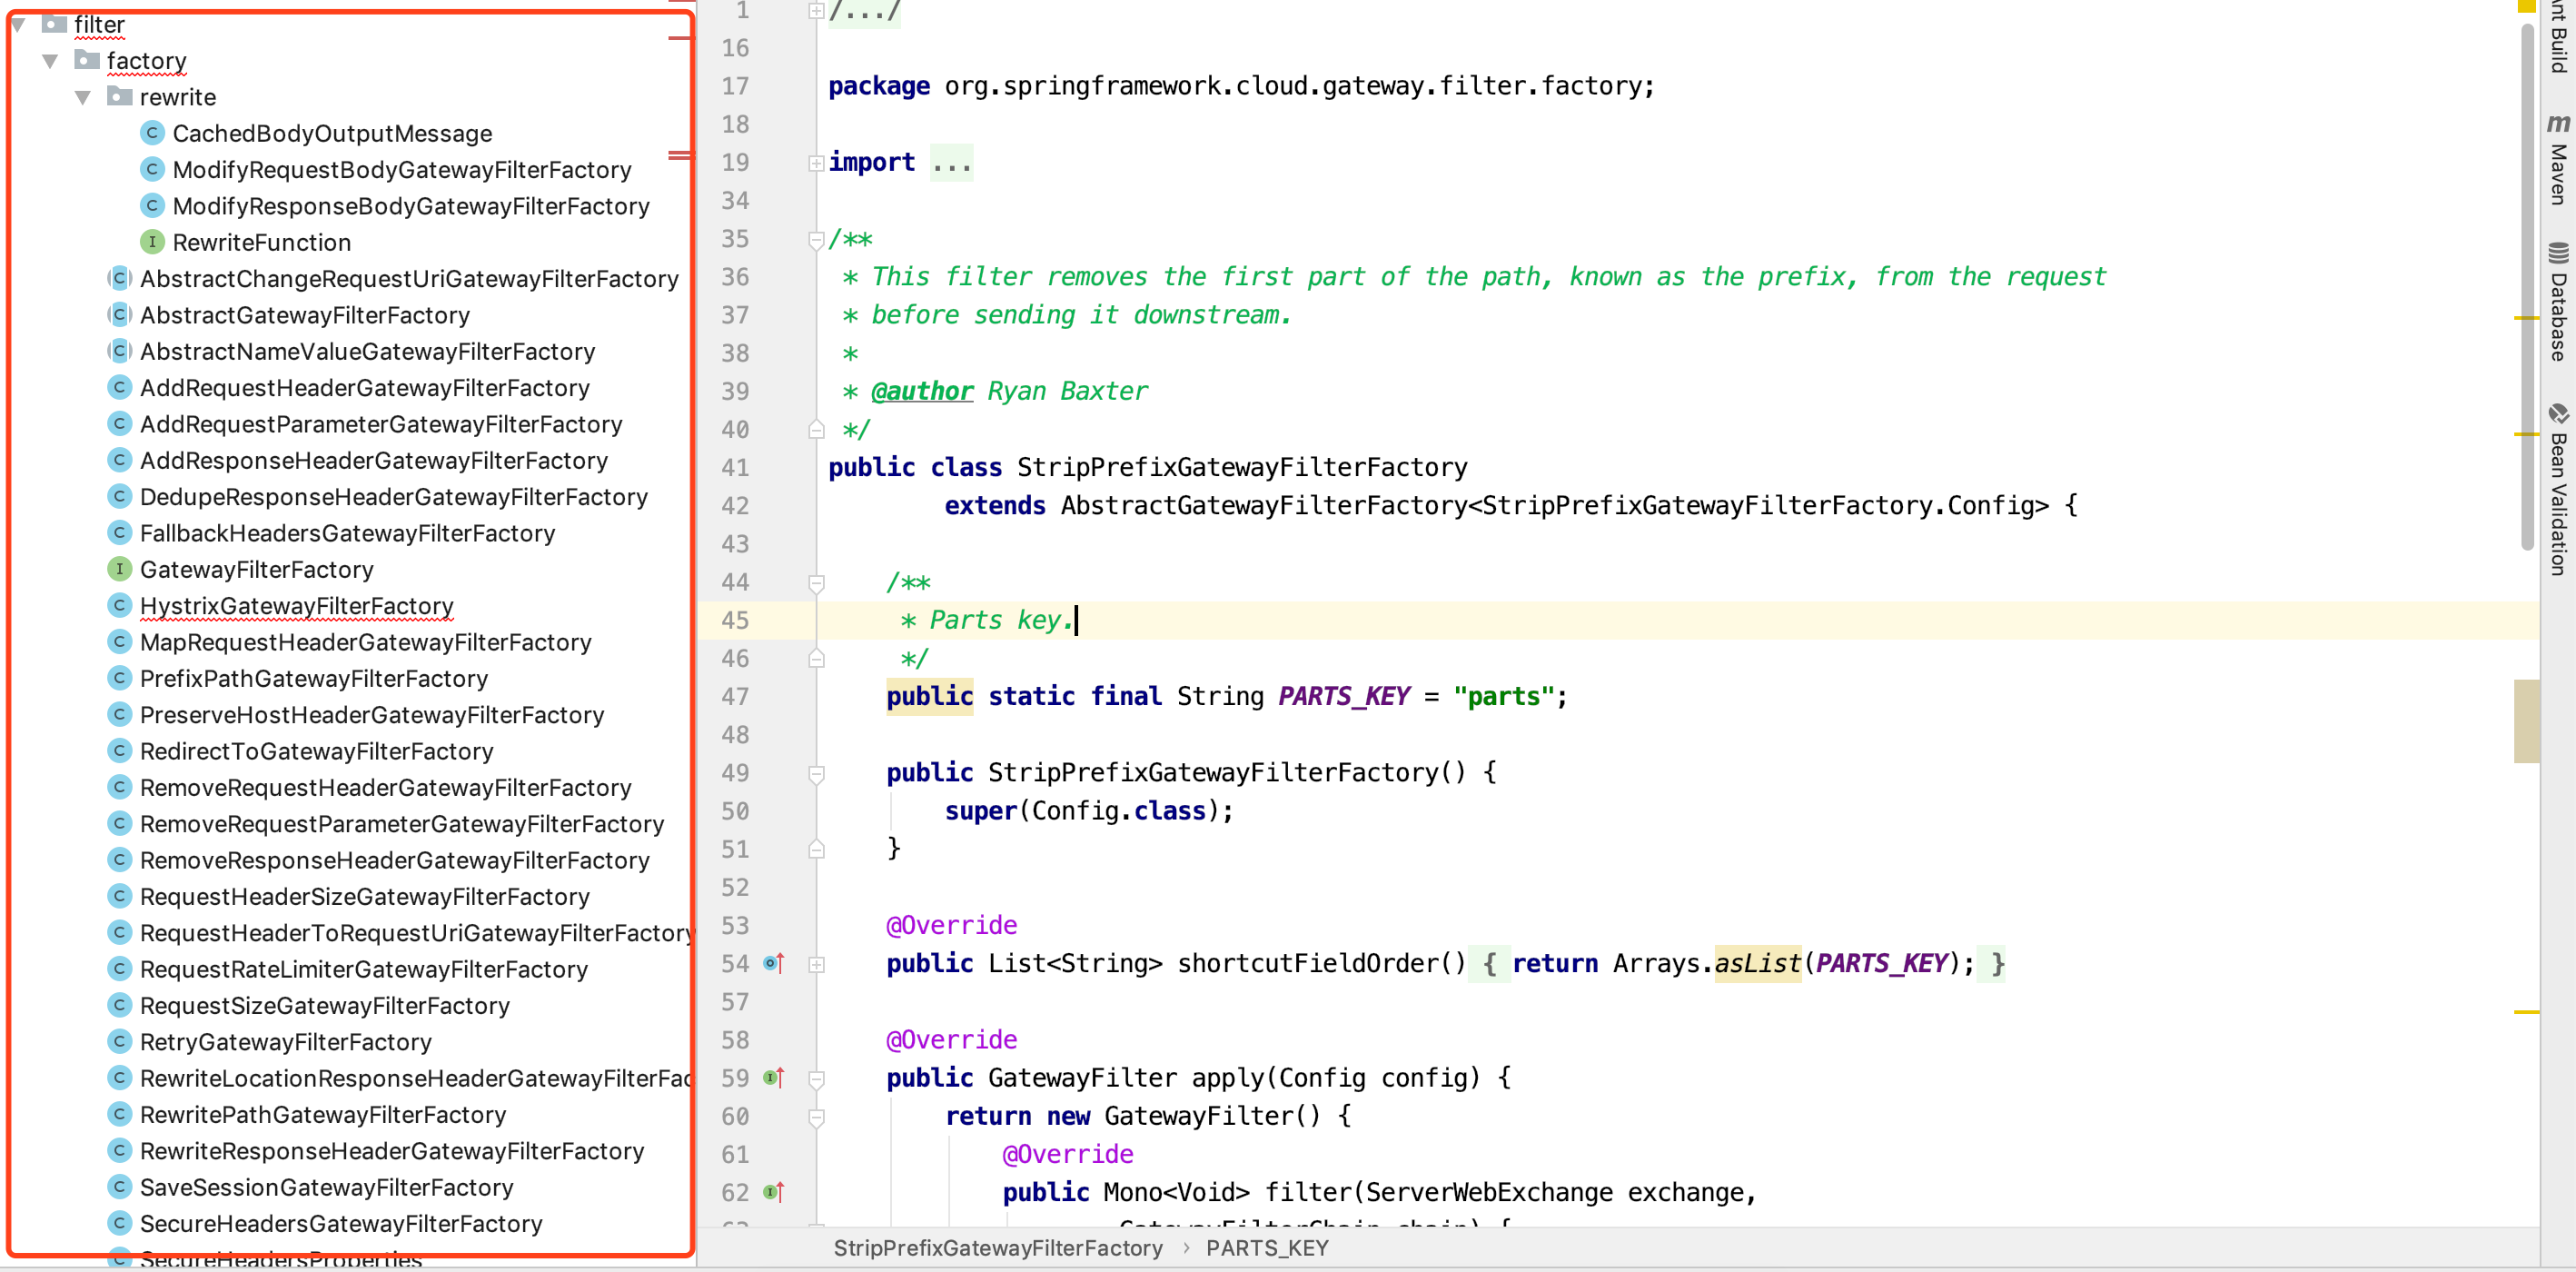 filter
factory
rewrite
CachedBodyOutputMessage
ModifyRequestBodyGatewayFilterFactory
ModifyResponseBodyGatewayFilterFactory
RewriteFunction
AbstractChangeRequestUriGatewayFilterFactory
AbstractGatewayFilterFactory
AbstractNameValueGatewayFilterFactory
AddRequestHeaderGatewayFilterFactory
AddRequestParameterGatewayFilterFactory
AddResponseHeaderGatewayFilterFactory
DedupeResponseHeaderGatewayFilterFactory
FallbackHeadersGatewayFilterFactory
GatewayFilterFactory
HystrixGatewayFilterFactory
MapRequestHeaderGatewayFilterFactory
PrefixPathGatewayFilterFactory
PreserveHostHeaderGatewayFilterFactory
RedirectToGatewayFilterFactory
RemoveRequestHeaderGatewayFilterFactory
RemoveRequestParameterGatewayFilterFactory
RemoveResponseHeaderGatewayFilterFactory
RequestHeaderSizeGatewayFilterFactory
RequestHeaderToRequestUriGatewayFilterFactory
RequestRateLimiterGatewayFilterFactory
RequestSizeGatewayFilterFactory
RetryGatewayFilterFactory
RewriteLocationResponseHeaderGatewayFilterFac
RewritePathGatewayFilterFactory
RewriteResponseHeaderGatewayFilterFactory
SaveSessionGatewayFilterFactory
SecureHeadersGatewayFilterFactory
SecureHeadersProperties
1 /.../
16
17 package org.springframework.cloud.gateway.filter.factory;
18
19 import ...
34
35 /**
36 * This filter removes the first part of the path, known as the prefix, from the request
37 * before sending it downstream.
38 *
39 * @author Ryan Baxter
40 */
41 public class StripPrefixGatewayFilterFactory
42 extends AbstractGatewayFilterFactory<StripPrefixGatewayFilterFactory.Config> {
43
44 /**
45 * Parts key.
46 */
47 public static final String PARTS_KEY = "parts";
48
49 public StripPrefixGatewayFilterFactory() {
50 super(Config.class);
51 }
52
53 @Override
54 public List<String> shortcutFieldOrder() { return Arrays.asList(PARTS_KEY); }
57
58 @Override
59 public GatewayFilter apply(Config config) {
60 return new GatewayFilter() {
61 @Override
62 public Mono<Void> filter(ServerWebExchange exchange,
63 GatewayFilterChain chain) {
StripPrefixGatewayFilterFactory › PARTS_KEY
nt Build
m Maven
Database
Bean Validation